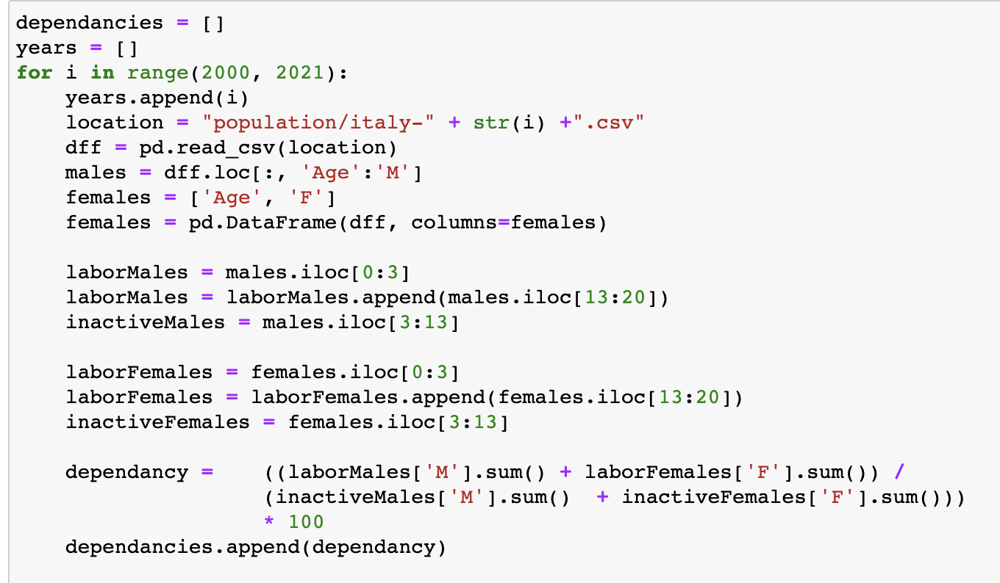 dependancies = []
years = []
for i in range(2000, 2021):
    years.append(i)
    location = "population/italy-" + str(i) +".csv"
    dff = pd.read_csv(location)
    males = dff.loc[:, 'Age':'M']
    females = ['Age', 'F']
    females = pd.DataFrame(dff, columns=females)

    laborMales = males.iloc[0:3]
    laborMales = laborMales.append(males.iloc[13:20])
    inactiveMales = males.iloc[3:13]

    laborFemales = females.iloc[0:3]
    laborFemales = laborFemales.append(females.iloc[13:20])
    inactiveFemales = females.iloc[3:13]

    dependancy =    ((laborMales['M'].sum() + laborFemales['F'].sum()) /
                    (inactiveMales['M'].sum()  + inactiveFemales['F'].sum()))
                    * 100
    dependancies.append(dependancy)